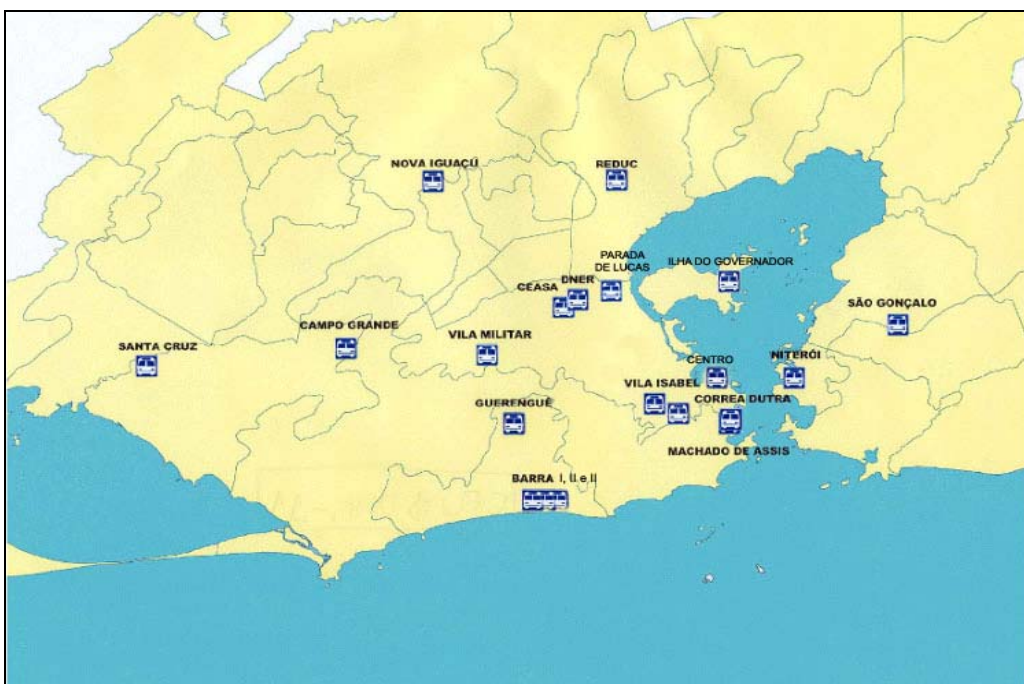 NOVA IGUAÇÚ
REDUC
PARADA
DE LUCAS
ILHA DO GOVERNADOR
DNER
CEASA
SÃO GONÇALO
CAMPO GRANDE
VILA MILITAR
SANTA CRUZ
CENTRO
NITERÓI
VILA ISABEL
CORREA DUTRA
GUERENGUÊ
MACHADO DE ASSIS
BARRA I, II e II